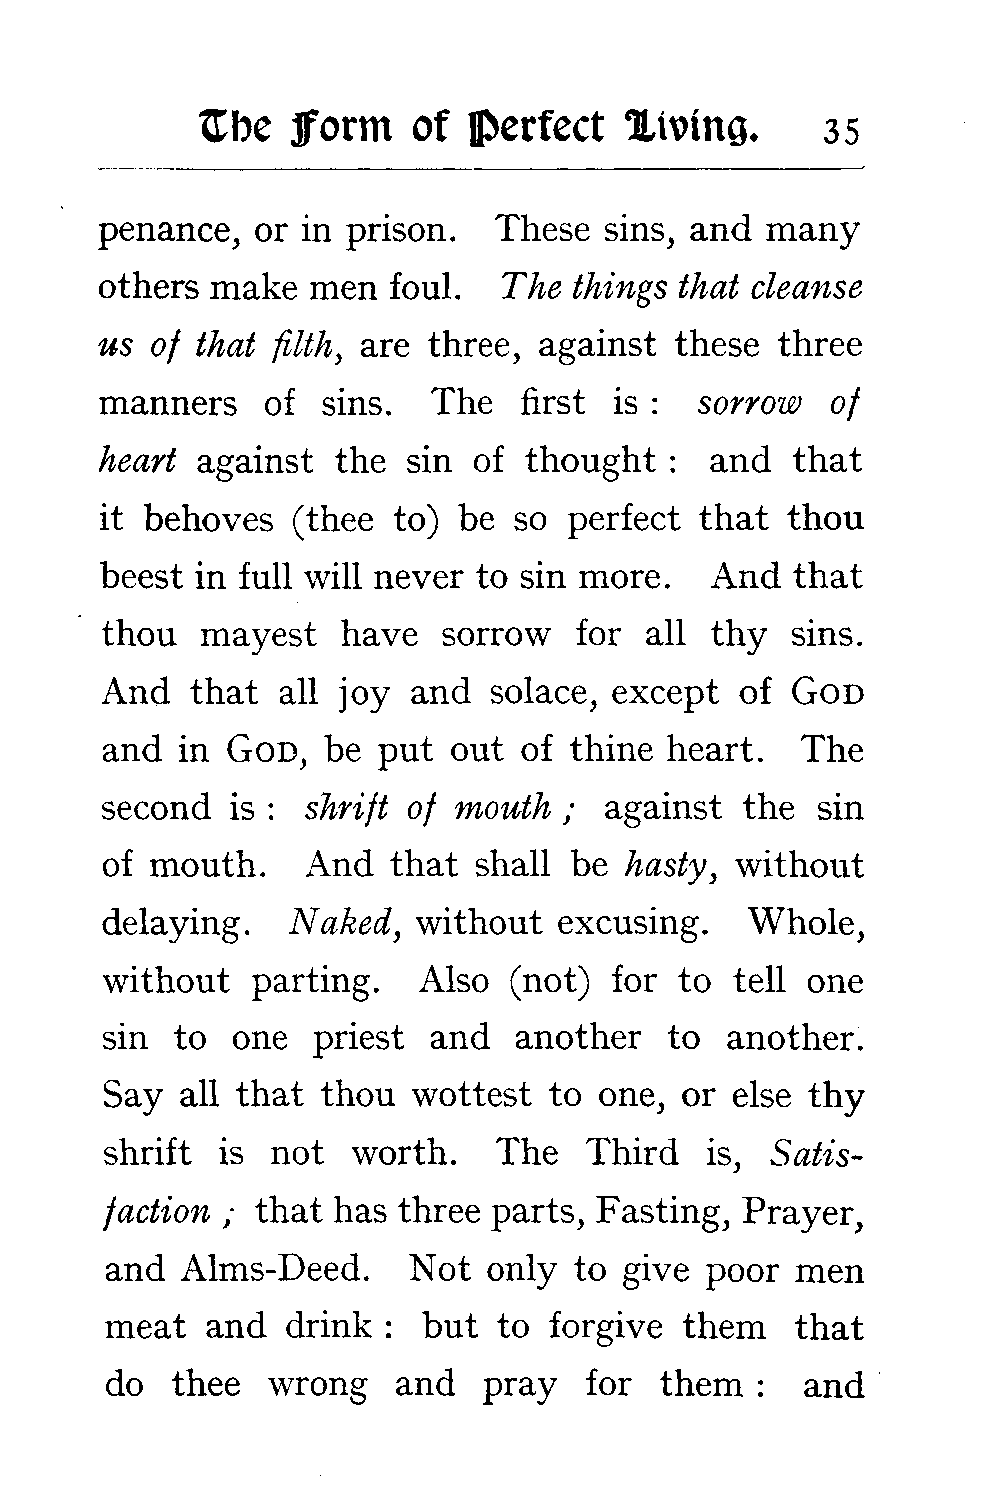 The Form of Perfect Living. 35
penance, or in prison. These sins, and many
others make men foul. The things that cleanse
us of that filth, are three, against these three
manners of sins. The first is : sorrow of
heart against the sin of thought : and that
it behoves (thee to) be so perfect that thou
beest in full will never to sin more. And that
thou mayest have sorrow for all thy sins.
And that all joy and solace, except of GOD
and in GOD, be put out of thine heart. The
second is : shrift of mouth ; against the sin
of mouth. And that shall be hasty, without
delaying. Naked, without excusing. Whole,
without parting. Also (not) for to tell one
sin to one priest and another to another.
Say all that thou wottest to one, or else thy
shrift is not worth. The Third is, Satis-
faction ; that has three parts, Fasting, Prayer,
and Alms-Deed. Not only to give poor men
meat and drink : but to forgive them that
do thee wrong and pray for them : and